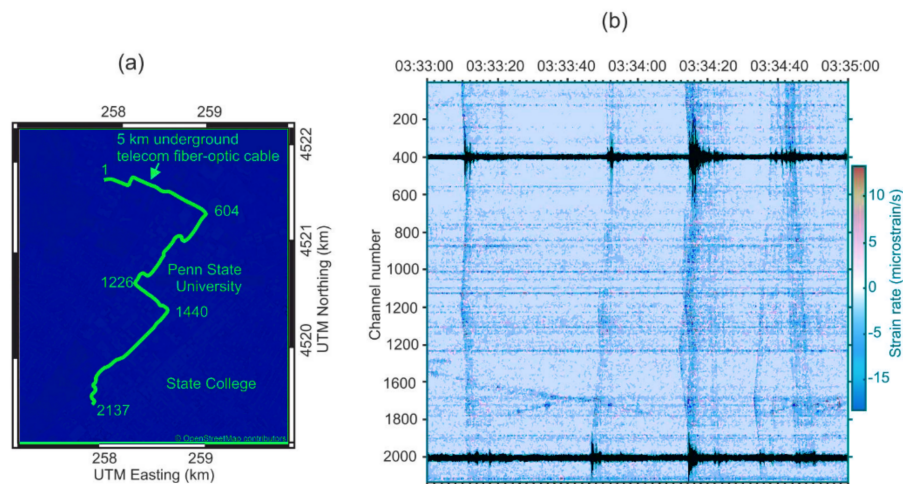 (a)
258
259
5 km underground
telecom fiber-optic cable
1
604
Penn State
University
1226
1440
State College
2137
© OpenStreetMap contributors
4522
4521
4520
UTM Northing (km)
258
259
UTM Easting (km)
(b)
03:33:00
03:33:20
03:33:40
03:34:00
03:34:20
03:34:40
03:35:00
200
400
600
800
1000
1200
1400
1600
1800
2000
Channel number
10
5
0
-5
-15
Strain rate (microstrain/s)